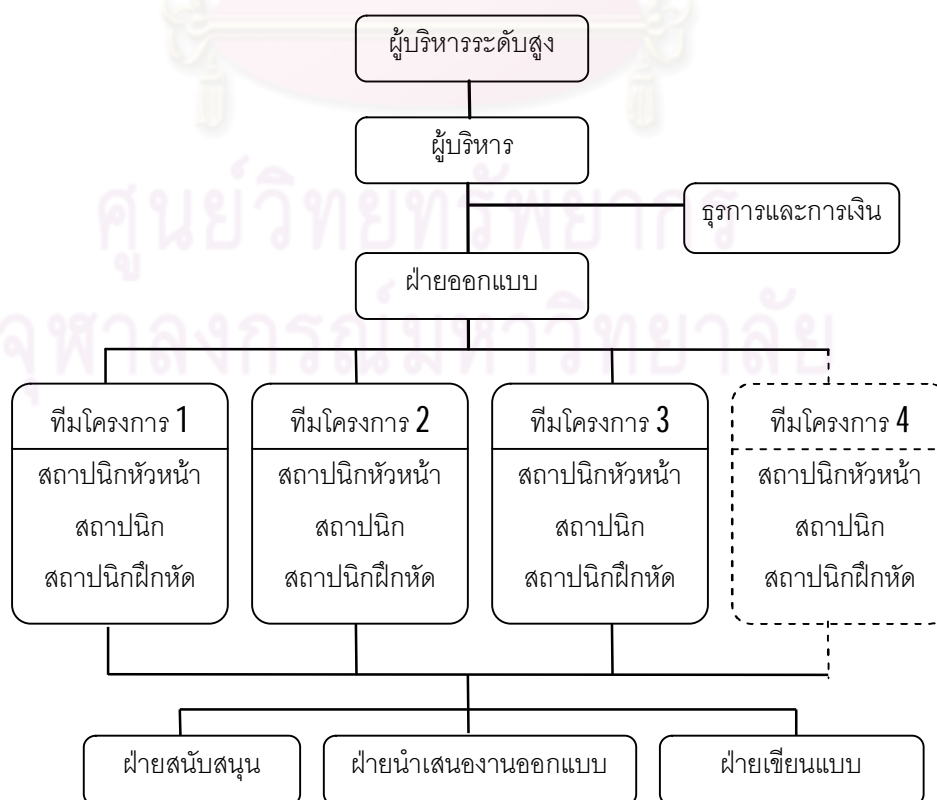 ผู้บริหารระดับสูง
ผู้บริหาร
ศูนย์วิทยทรัพยากร
ธุรการและการเงิน
ฝ่ายออกแบบ
จุฬาลงกรณ์มหาวิทยาลัย
ทีมโครงการ 1
สถาปนิกหัวหน้า
สถาปนิก
สถาปนิกฝึกหัด
ทีมโครงการ 2
สถาปนิกหัวหน้า
สถาปนิก
สถาปนิกฝึกหัด
ทีมโครงการ 3
สถาปนิกหัวหน้า
สถาปนิก
สถาปนิกฝึกหัด
ทีมโครงการ 4
สถาปนิกหัวหน้า
สถาปนิก
สถาปนิกฝึกหัด
ฝ่ายสนับสนุน
ฝ่ายนำเสนองานออกแบบ
ฝ่ายเขียนแบบ